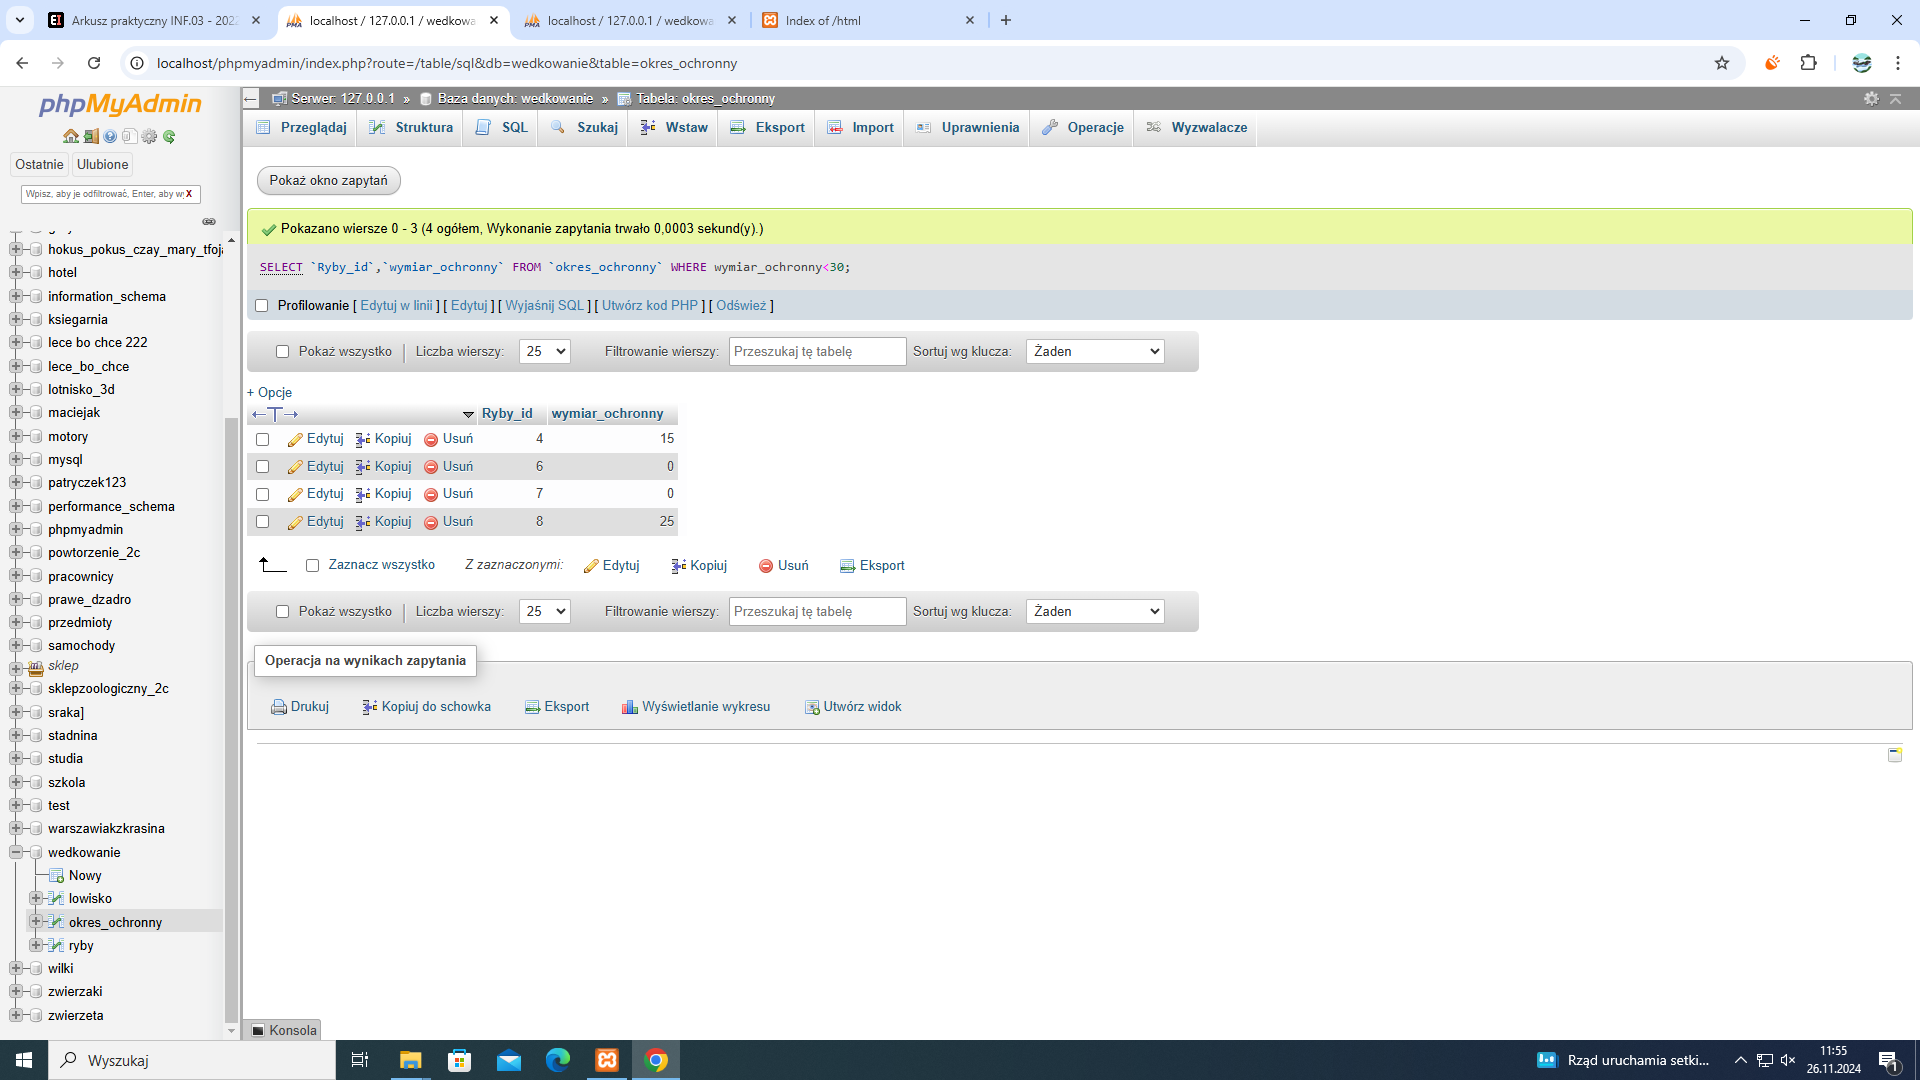 Arkusz praktyczny INF.03 - 2022
localhost / 127.0.0.1 / wedkowa
localhost / 127.0.0.1 / wedkowa
Index of /html
localhost/phpmyadmin/index.php?route=/table/sql&db=wedkowanie&table=okres_ochronny
phpMyAdmin
Ostatnie
Ulubione
Wpisz, aby je odfiltrować, Enter, aby wy
X
hokus_pokus_czay_mary_tfoja
hotel
information_schema
ksiegarnia
lece bo chce 222
lece_bo_chce
lotnisko_3d
maciejak
motory
mysql
patryczek123
performance_schema
phpmyadmin
powtorzenie_2c
pracownicy
prawe_dzadro
przedmioty
samochody
sklep
sklepzoologiczny_2c
sraka]
stadnina
studia
szkola
test
warszawiakzkrasina
wedkowanie
Nowy
lowisko
okres_ochronny
ryby
wilki
zwierzaki
zwierzeta
Serwer: 127.0.0.1 » Baza danych: wedkowanie » Tabela: okres_ochronny
Przeglądaj Struktura SQL Szukaj Wstaw Eksport Import Uprawnienia Operacje Wyzwalacze
Pokaż okno zapytań
Pokazano wiersze 0 - 3 (4 ogółem, Wykonanie zapytania trwało 0,0003 sekund(y).)
SELECT `Ryby_id`,`wymiar_ochronny` FROM `okres_ochronny` WHERE wymiar_ochronny<30;
Profilowanie [ Edytuj w linii ] [ Edytuj ] [ Wyjaśnij SQL ] [ Utwórz kod PHP ] [ Odśwież ]
Pokaż wszystko Liczba wierszy: 25 Filtrowanie wierszy: Przeszukaj tę tabelę Sortuj wg klucza: Żaden
+ Opcje
←T→ Ryby_id wymiar_ochronny
Edytuj Kopiuj Usuń 4 15
Edytuj Kopiuj Usuń 6 0
Edytuj Kopiuj Usuń 7 0
Edytuj Kopiuj Usuń 8 25
Zaznacz wszystko Z zaznaczonymi: Edytuj Kopiuj Usuń Eksport
Pokaż wszystko Liczba wierszy: 25 Filtrowanie wierszy: Przeszukaj tę tabelę Sortuj wg klucza: Żaden
Operacja na wynikach zapytania
Drukuj Kopiuj do schowka Eksport Wyświetlanie wykresu Utwórz widok
Konsola
Wyszukaj
Rząd uruchamia setki...
11:55
26.11.2024
1